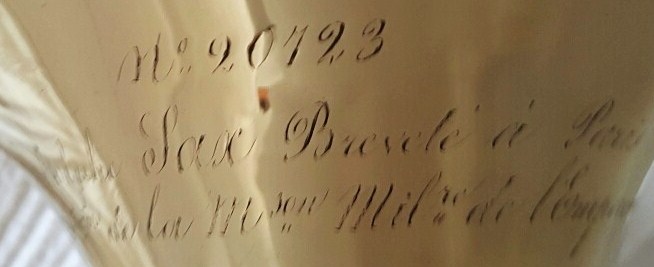 No. 20723
Sax Breveté à Paris
de la Mson Milre de l'Emp